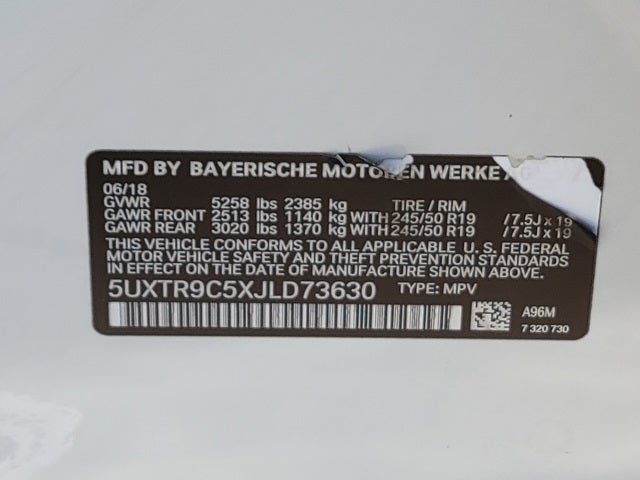 MFD BY BAYERISCHE MOTOREN WERKE AG
06/18
GVWR 5258 lbs 2385 kg TIRE / RIM
GAWR FRONT 2513 lbs 1140 kg WITH 245/50 R19 /7.5J x 19
GAWR REAR 3020 lbs 1370 kg WITH 245/50 R19 /7.5J x 19
THIS VEHICLE CONFORMS TO ALL APPLICABLE U.S. FEDERAL
MOTOR VEHICLE SAFETY AND THEFT PREVENTION STANDARDS
IN EFFECT ON THE DATE OF MANUFACTURE SHOWN ABOVE.
5UXTR9C5XJLD73630 TYPE: MPV
A96M
7 320 730